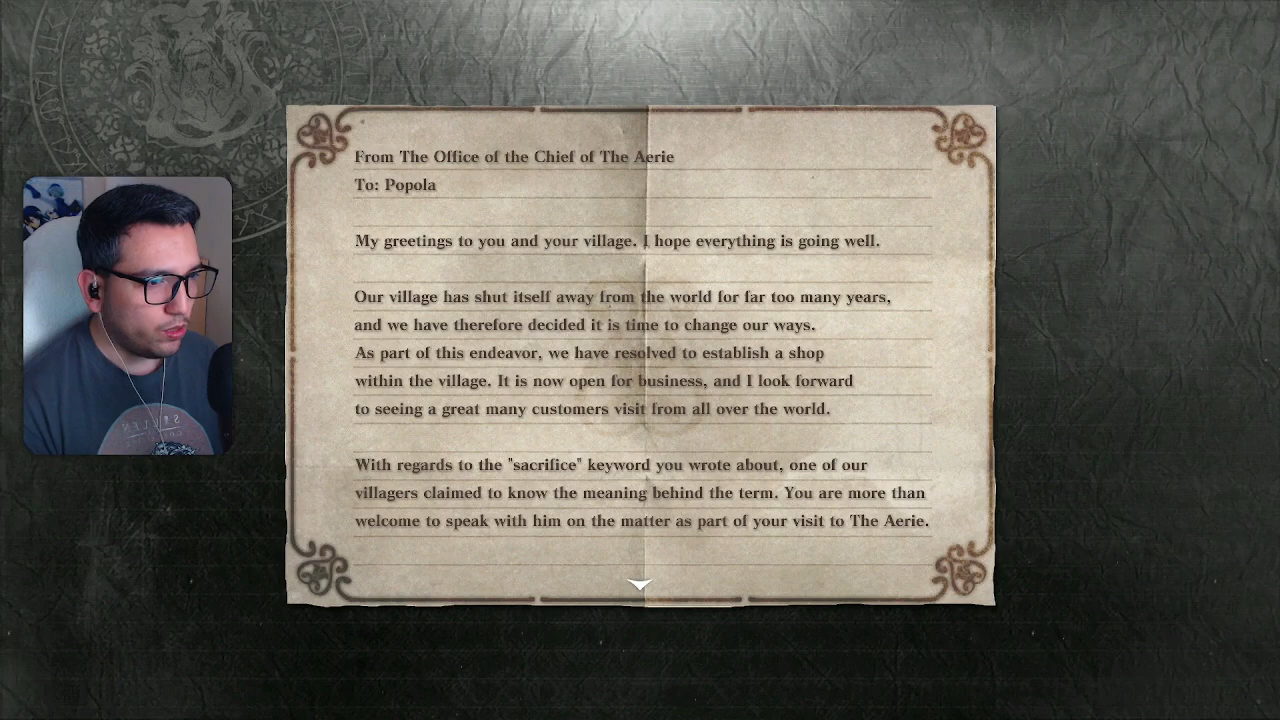 From The Office of the Chief of The Aerie
To: Popola
My greetings to you and your village. I hope everything is going well.
Our village has shut itself away from the world for far too many years,
and we have therefore decided it is time to change our ways.
As part of this endeavor, we have resolved to establish a shop
within the village. It is now open for business, and I look forward
to seeing a great many customers visit from all over the world.
With regards to the "sacrifice" keyword you wrote about, one of our
villagers claimed to know the meaning behind the term. You are more than
welcome to speak with him on the matter as part of your visit to The Aerie.